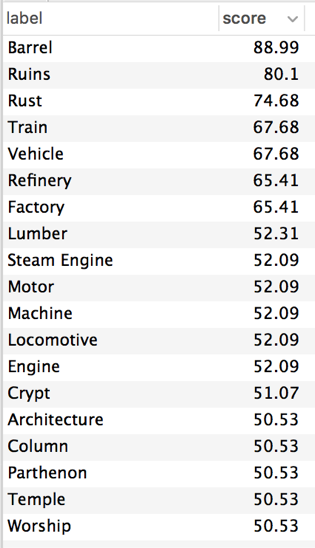 label score
Barrel 88.99
Ruins 80.1
Rust 74.68
Train 67.68
Vehicle 67.68
Refinery 65.41
Factory 65.41
Lumber 52.31
Steam Engine 52.09
Motor 52.09
Machine 52.09
Locomotive 52.09
Engine 52.09
Crypt 51.07
Architecture 50.53
Column 50.53
Parthenon 50.53
Temple 50.53
Worship 50.53